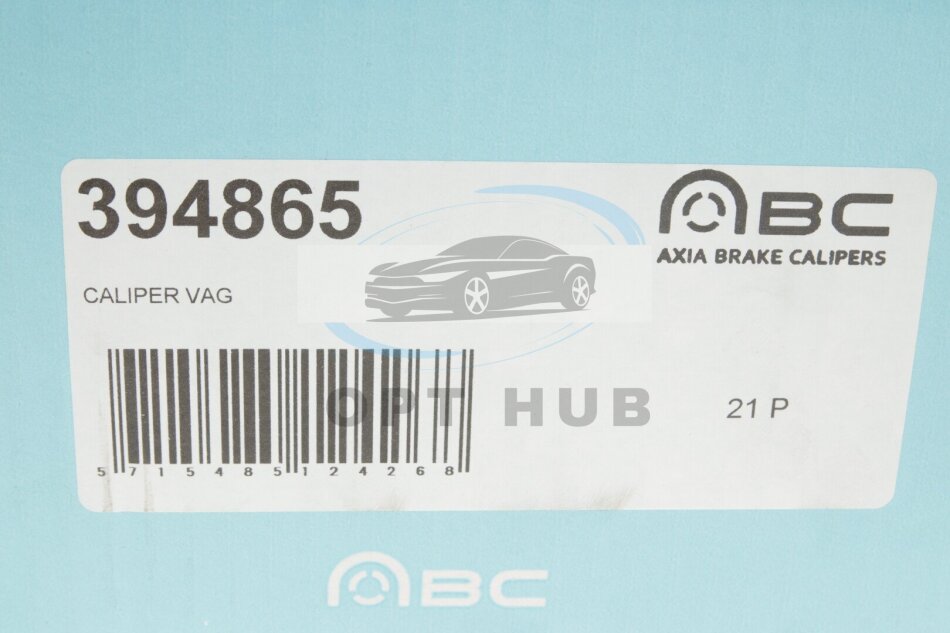 394865
ABC
AXIA BRAKE CALIPERS
CALIPER VAG
OPT HUB
21 P
5715485124268
ABC